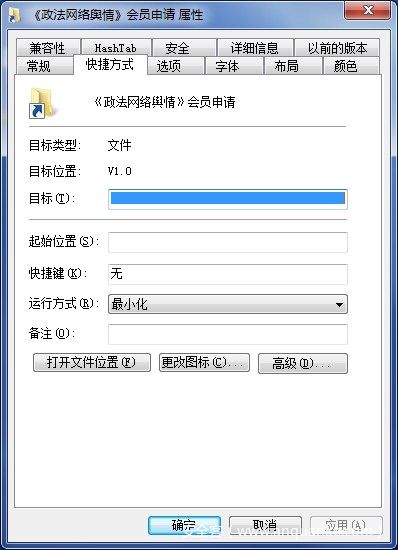 《政法网络舆情》会员申请 属性
兼容性 HashTab 安全 详细信息 以前的版本
常规 快捷方式 选项 字体 布局 颜色
《政法网络舆情》会员申请
目标类型: 文件
目标位置: V1.0
目标(T):
起始位置(S):
快捷键(K): 无
运行方式(R): 最小化
备注(O):
打开文件位置(F) 更改图标(C)... 高级(D)...
确定 取消 应用(A)